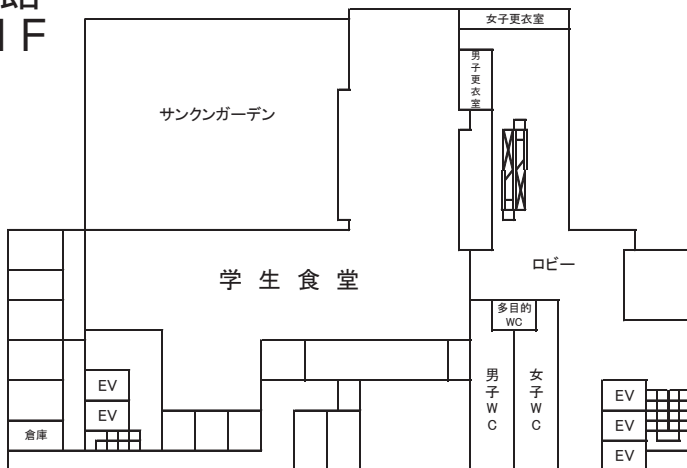 1F
女子更衣室
男子更衣室
サンクンガーデン
学生食堂
ロビー
多目的
WC
男子WC
女子WC
EV
EV
倉庫
EV
EV
EV